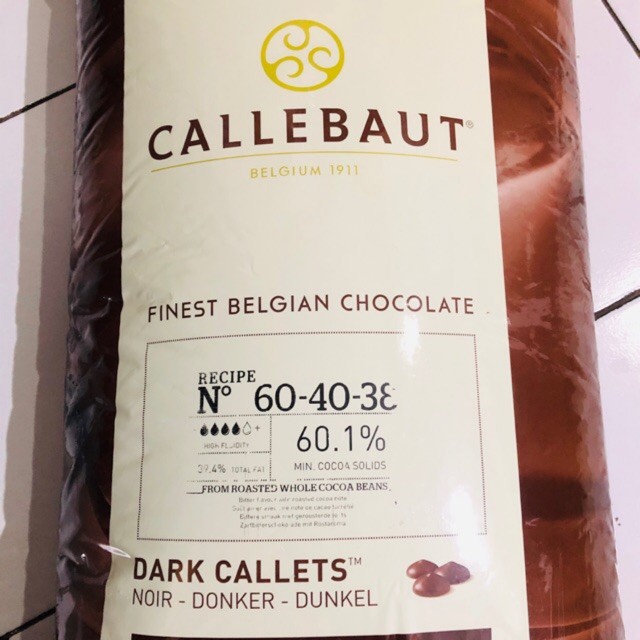 CALLEBAUT®
BELGIUM 1911
FINEST BELGIAN CHOCOLATE
RECIPE
N° 60-40-38
+
HIGH FLUIDITY
60.1%
39.4% TOTAL FAT
MIN. COCOA SOLIDS
FROM ROASTED WHOLE COCOA BEANS
DARK CALLETS™
NOIR - DONKER - DUNKEL